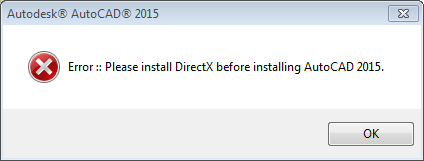 Autodesk® AutoCAD® 2015
Error :: Please install DirectX before installing AutoCAD 2015.
OK